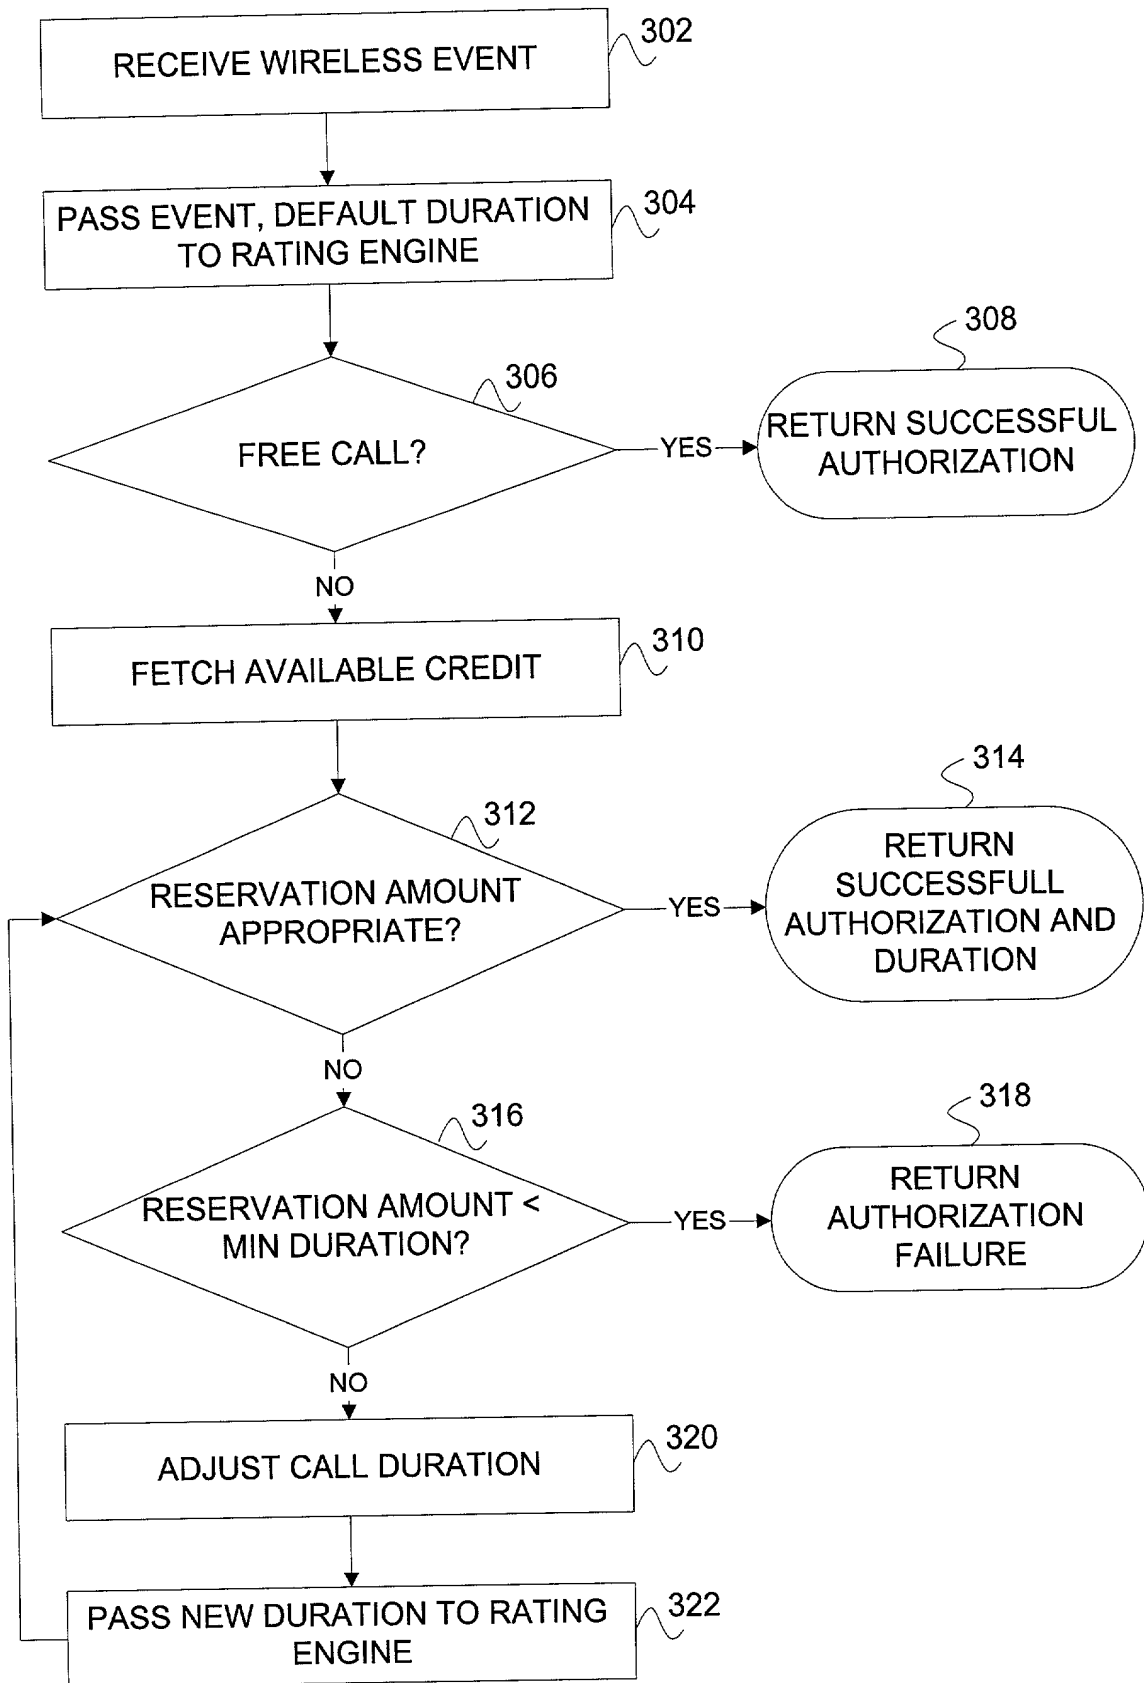 RECEIVE WIRELESS EVENT
302
PASS EVENT, DEFAULT DURATION
TO RATING ENGINE
304
308
306
FREE CALL?
YES
RETURN SUCCESSFUL
AUTHORIZATION
NO
310
FETCH AVAILABLE CREDIT
314
312
RESERVATION AMOUNT
APPROPRIATE?
YES
RETURN
SUCCESSFULL
AUTHORIZATION AND
DURATION
NO
318
316
RESERVATION AMOUNT <
MIN DURATION?
YES
RETURN
AUTHORIZATION
FAILURE
NO
320
ADJUST CALL DURATION
PASS NEW DURATION TO RATING
ENGINE
322